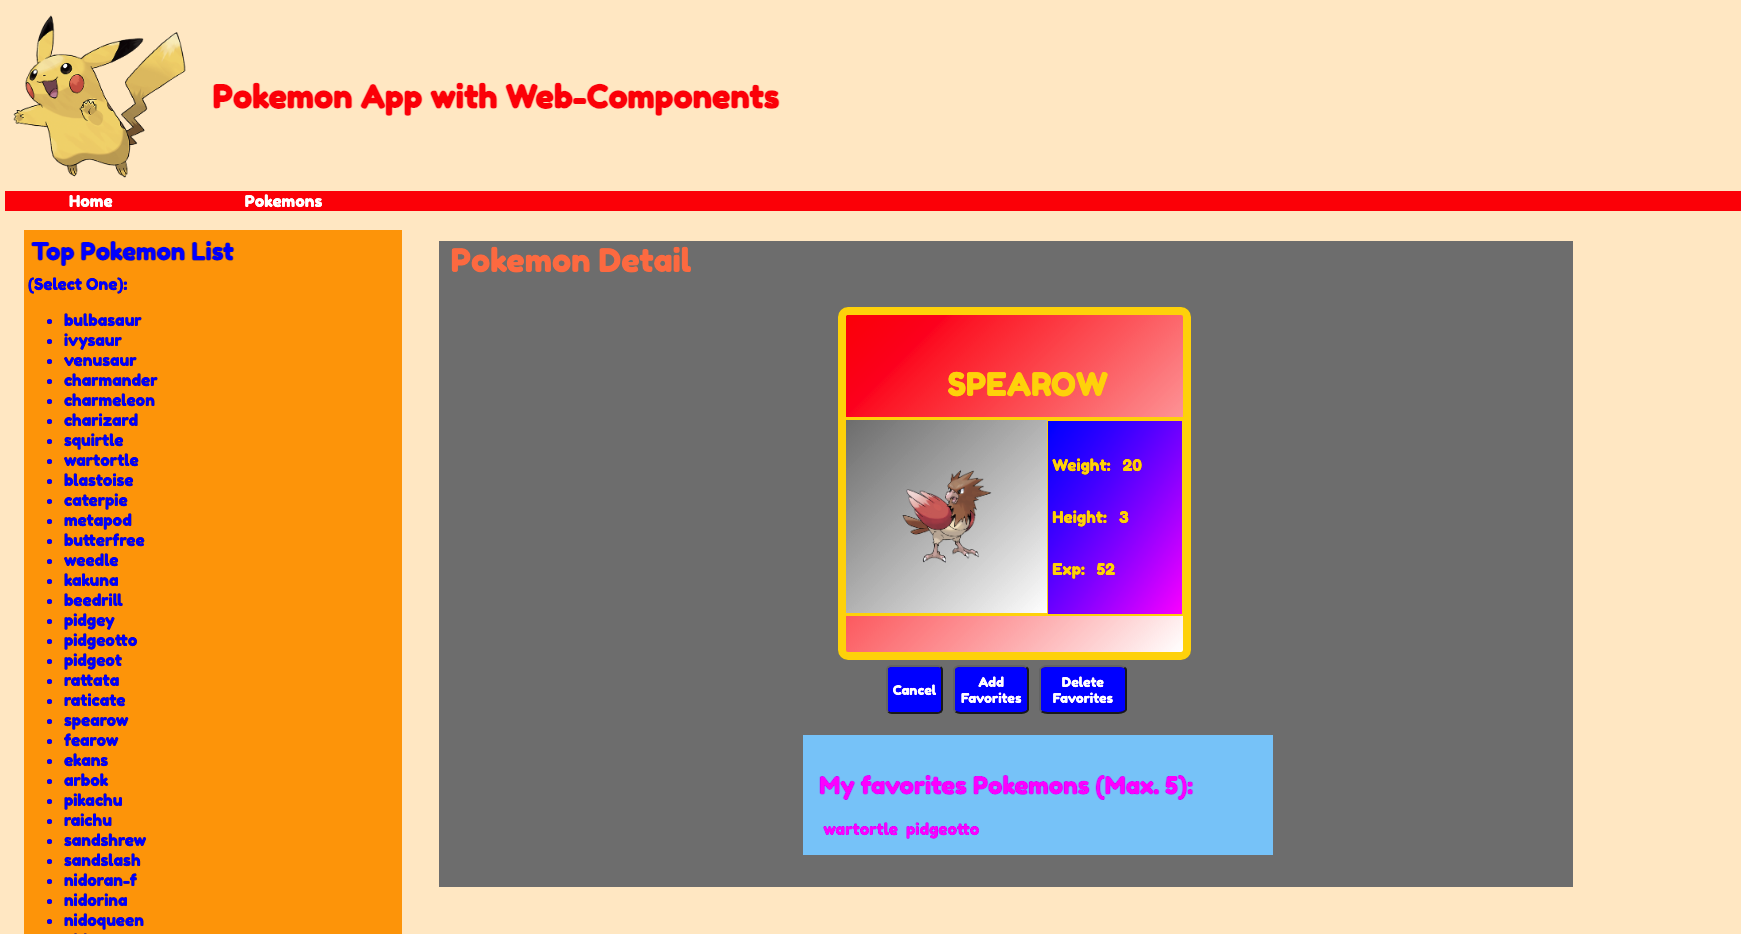 Pokemon App with Web-Components
Home Pokemons
Top Pokemon List
(Select One):
bulbasaur
ivysaur
venusaur
charmander
charmeleon
charizard
squirtle
wartortle
blastoise
caterpie
metapod
butterfree
weedle
kakuna
beedrill
pidgey
pidgeotto
pidgeot
rattata
raticate
spearow
fearow
ekans
arbok
pikachu
raichu
sandshrew
sandslash
nidoran-f
nidorina
nidoqueen
Pokemon Detail
SPEAROW
Weight: 20
Height: 3
Exp: 52
Cancel
Add
Favorites
Delete
Favorites
My favorites Pokemons (Max. 5):
wartortle pidgeotto